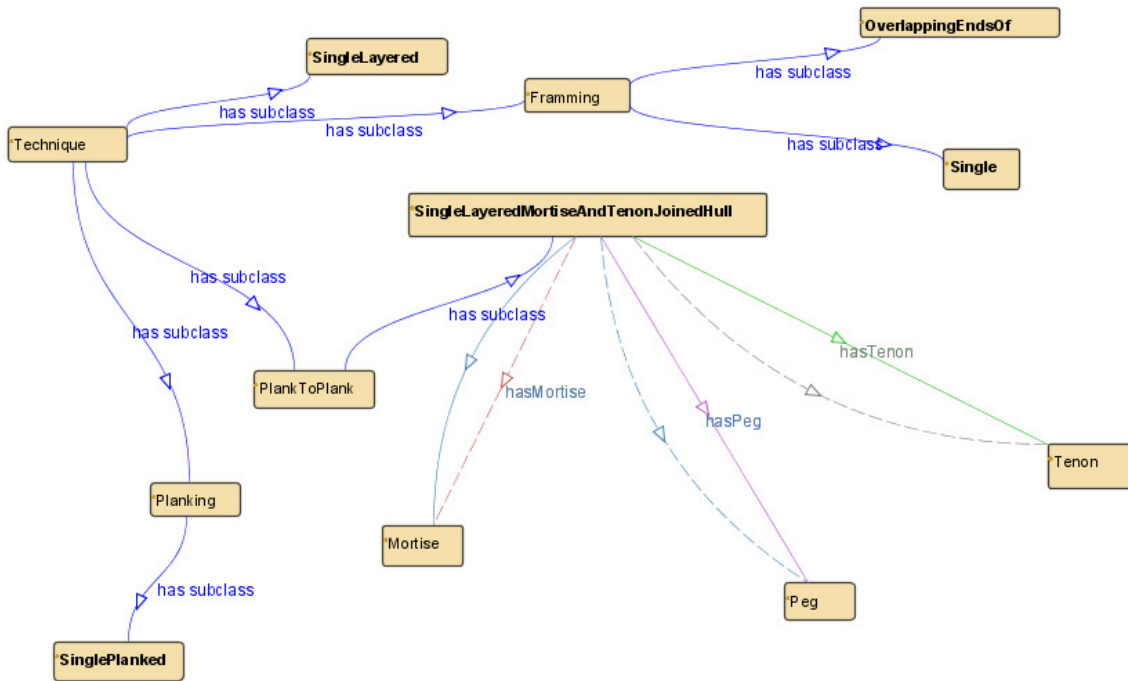 OverlappingEndsOf
SingleLayered
has subclass
Framming
has subclass
has subclass
Technique
has subclass
Single
SingleLayeredMortiseAndTenonJoinedHull
has subclass
has subclass
has subclass
hasTenon
PlankToPlank
hasMortise
hasPeg
Tenon
Planking
Mortise
has subclass
Peg
SinglePlanked